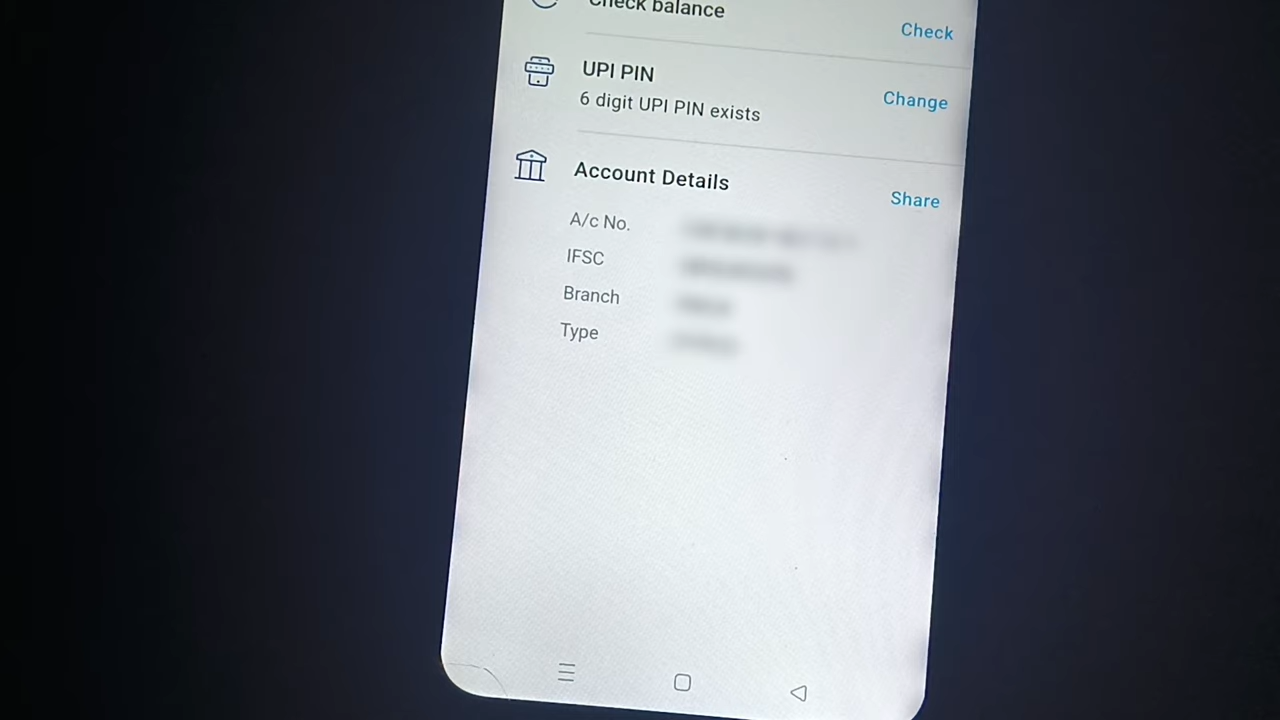 Check balance
Check
UPI PIN
6 digit UPI PIN exists
Change
Account Details
Share
A/c No.
IFSC
Branch
Type